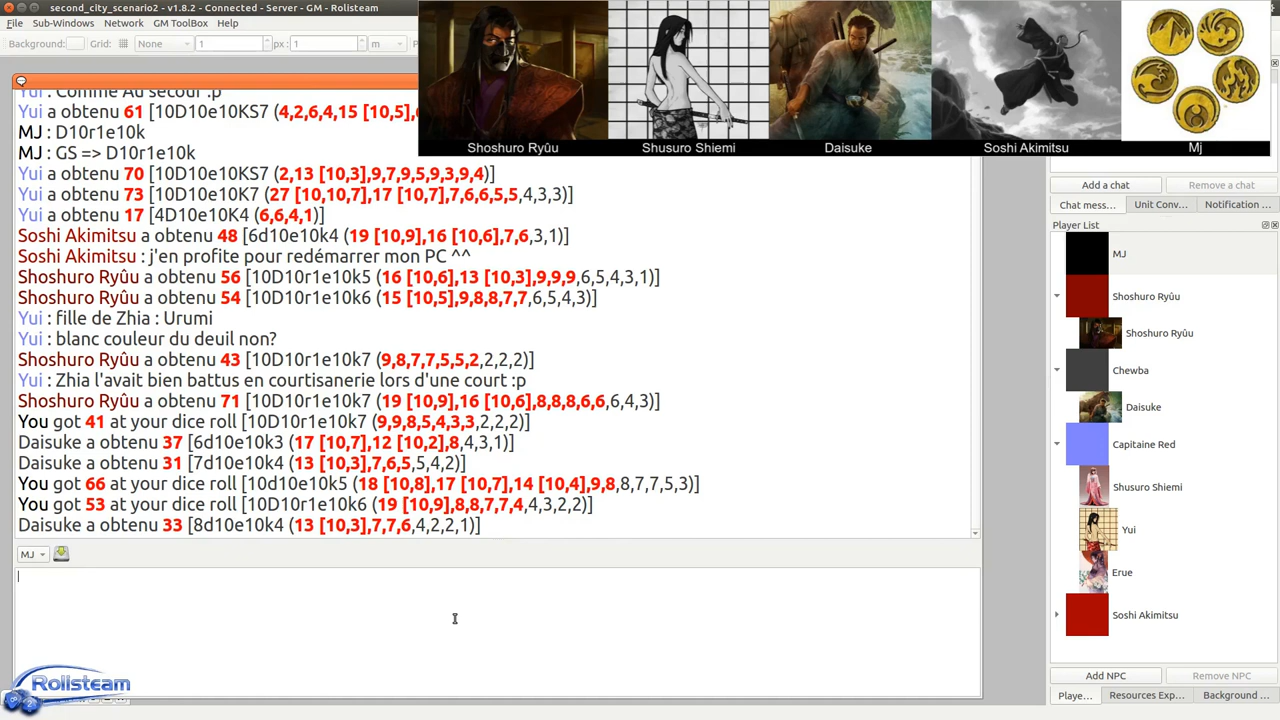 second_city_scenario2 - v1.8.2 - Connected - Server - GM - Rolisteam
File Sub-Windows Network GM ToolBox Help
Background: Grid: None 1 px : 1 m
Shoshuro Ryûu Shusuro Shiemi Daisuke Soshi Akimitsu Mj
Yui : Comme Au secour :p
Yui a obtenu 61 [10D10e10KS7 (4,2,6,4,15 [10,5],
MJ : D10r1e10k
MJ : GS => D10r1e10k
Yui a obtenu 70 [10D10e10KS7 (2,13 [10,3],9,7,9,5,9,3,9,4)]
Yui a obtenu 73 [10D10e10K7 (27 [10,10,7],17 [10,7],7,6,6,5,5,4,3,3)]
Yui a obtenu 17 [4D10e10K4 (6,6,4,1)]
Soshi Akimitsu a obtenu 48 [6d10e10k4 (19 [10,9],16 [10,6],7,6,3,1)]
Soshi Akimitsu : j'en profite pour redémarrer mon PC ^^
Shoshuro Ryûu a obtenu 56 [10D10r1e10k5 (16 [10,6],13 [10,3],9,9,9,6,5,4,3,1)]
Shoshuro Ryûu a obtenu 54 [10D10r1e10k6 (15 [10,5],9,8,8,7,7,6,5,4,3)]
Yui : fille de Zhia : Urumi
Yui : blanc couleur du deuil non?
Shoshuro Ryûu a obtenu 43 [10D10r1e10k7 (9,8,7,7,5,5,2,2,2,2)]
Yui : Zhia l'avait bien battus en courtisanerie lors d'une court :p
Shoshuro Ryûu a obtenu 71 [10D10r1e10k7 (19 [10,9],16 [10,6],8,8,8,6,6,6,4,3)]
You got 41 at your dice roll [10D10r1e10k7 (9,9,8,5,4,3,3,2,2,2)]
Daisuke a obtenu 37 [6d10e10k3 (17 [10,7],12 [10,2],8,4,3,1)]
Daisuke a obtenu 31 [7d10e10k4 (13 [10,3],7,6,5,5,4,2)]
You got 66 at your dice roll [10d10e10k5 (18 [10,8],17 [10,7],14 [10,4],9,8,8,7,7,5,3)]
You got 53 at your dice roll [10D10r1e10k6 (19 [10,9],8,8,7,7,4,4,3,2,2)]
Daisuke a obtenu 33 [8d10e10k4 (13 [10,3],7,7,6,4,2,2,1)]
MJ
Rolisteam
Add a chat Remove a chat
Chat mess... Unit Conv... Notification ...
Player List
MJ
Shoshuro Ryûu
Shoshuro Ryûu
Chewba
Daisuke
Capitaine Red
Shusuro Shiemi
Yui
Erue
Soshi Akimitsu
Add NPC Remove NPC
Playe... Resources Exp... Background ...